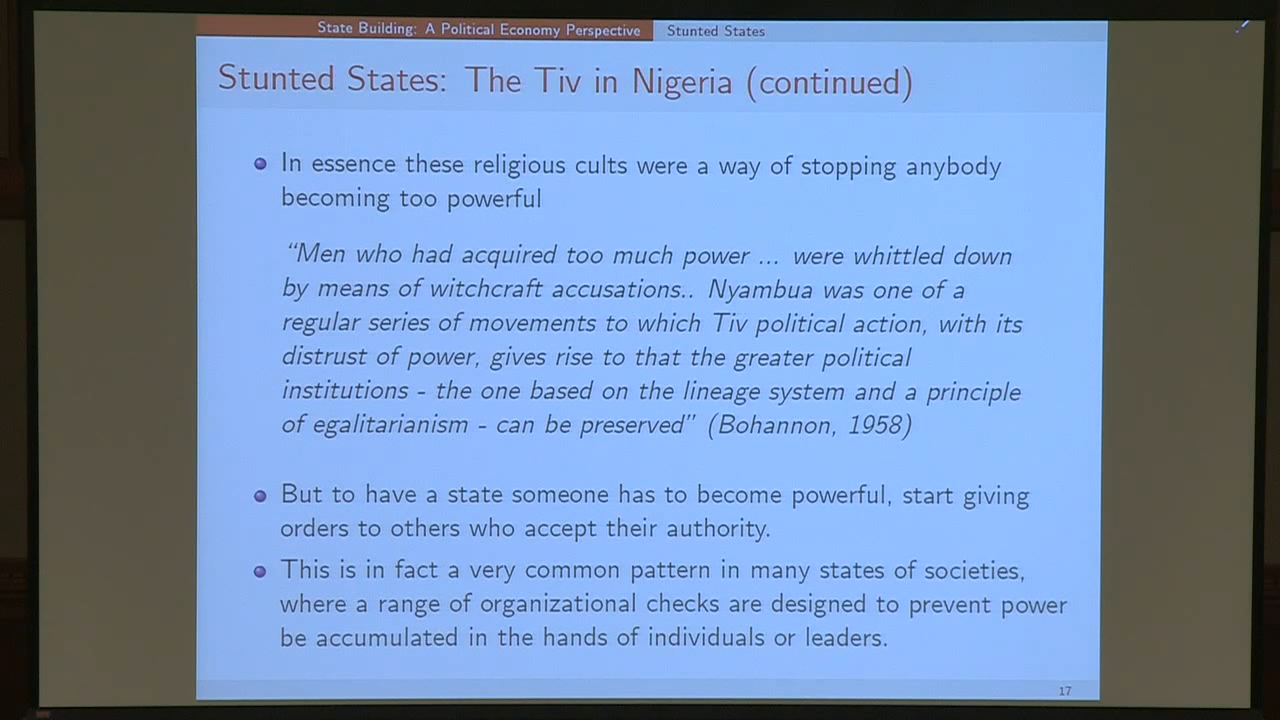 State Building: A Political Economy Perspective Stunted States
Stunted States: The Tiv in Nigeria (continued)
In essence these religious cults were a way of stopping anybody
becoming too powerful
“Men who had acquired too much power ... were whittled down
by means of witchcraft accusations.. Nyambua was one of a
regular series of movements to which Tiv political action, with its
distrust of power, gives rise to that the greater political
institutions - the one based on the lineage system and a principle
of egalitarianism - can be preserved” (Bohannon, 1958)
But to have a state someone has to become powerful, start giving
orders to others who accept their authority.
This is in fact a very common pattern in many states of societies,
where a range of organizational checks are designed to prevent power
be accumulated in the hands of individuals or leaders.
17